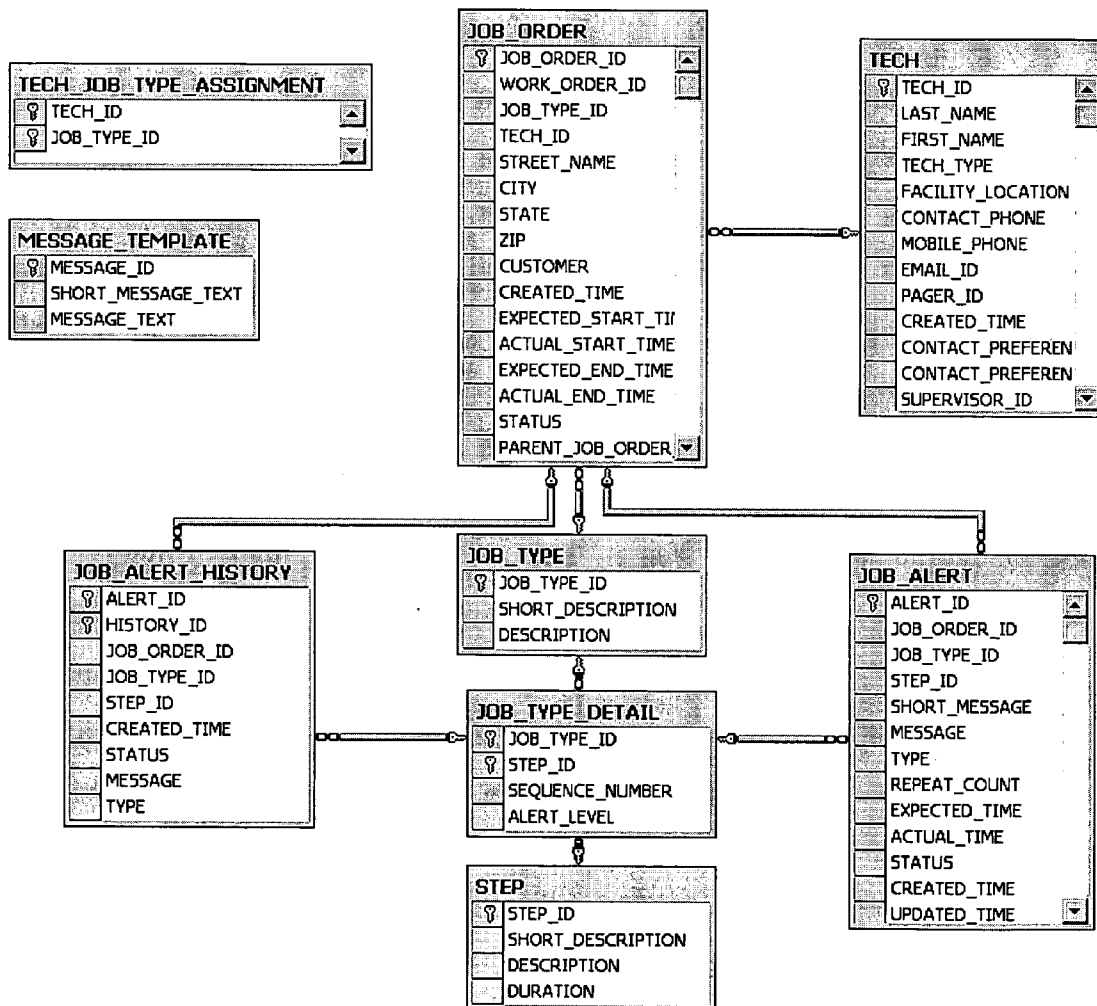 TECH_JOB_TYPE_ASSIGNMENT
TECH_ID
JOB_TYPE_ID
MESSAGE_TEMPLATE
MESSAGE_ID
SHORT_MESSAGE_TEXT
MESSAGE_TEXT
JOB_ORDER
JOB_ORDER_ID
WORK_ORDER_ID
JOB_TYPE_ID
TECH_ID
STREET_NAME
CITY
STATE
ZIP
CUSTOMER
CREATED_TIME
EXPECTED_START_TI
ACTUAL_START_TIME
EXPECTED_END_TIME
ACTUAL_END_TIME
STATUS
PARENT_JOB_ORDER_
TECH
TECH_ID
LAST_NAME
FIRST_NAME
TECH_TYPE
FACILITY_LOCATION
CONTACT_PHONE
MOBILE_PHONE
EMAIL_ID
PAGER_ID
CREATED_TIME
CONTACT_PREFEREN
CONTACT_PREFEREN
SUPERVISOR_ID
JOB_ALERT_HISTORY
ALERT_ID
HISTORY_ID
JOB_ORDER_ID
JOB_TYPE_ID
STEP_ID
CREATED_TIME
STATUS
MESSAGE
TYPE
JOB_TYPE
JOB_TYPE_ID
SHORT_DESCRIPTION
DESCRIPTION
JOB_TYPE_DETAIL
JOB_TYPE_ID
STEP_ID
SEQUENCE_NUMBER
ALERT_LEVEL
STEP
STEP_ID
SHORT_DESCRIPTION
DESCRIPTION
DURATION
JOB_ALERT
ALERT_ID
JOB_ORDER_ID
JOB_TYPE_ID
STEP_ID
SHORT_MESSAGE
MESSAGE
TYPE
REPEAT_COUNT
EXPECTED_TIME
ACTUAL_TIME
STATUS
CREATED_TIME
UPDATED_TIME